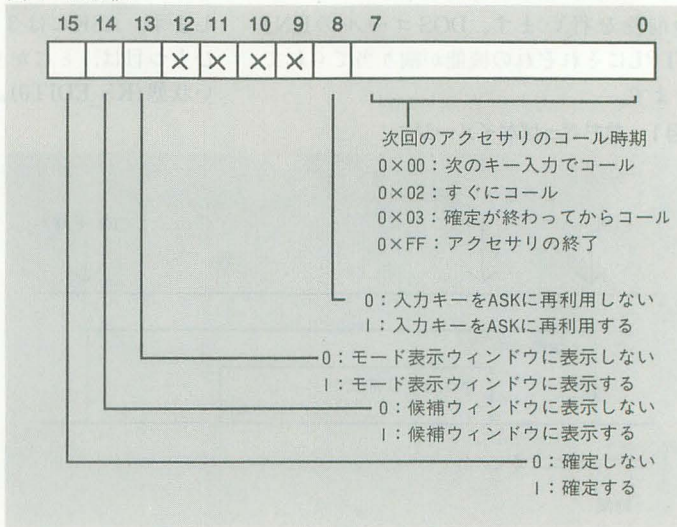 15 14 13 12 11 10 9 8 7 0
× × × ×
次回のアクセサリのコール時期
0×00：次のキー入力でコール
0×02：すぐにコール
0×03：確定が終わってからコール
0×FF：アクセサリの終了
0：入力キーをASKに再利用しない
1：入力キーをASKに再利用する
0：モード表示ウィンドウに表示しない
1：モード表示ウィンドウに表示する
0：候補ウィンドウに表示しない
1：候補ウィンドウに表示する
0：確定しない
1：確定する